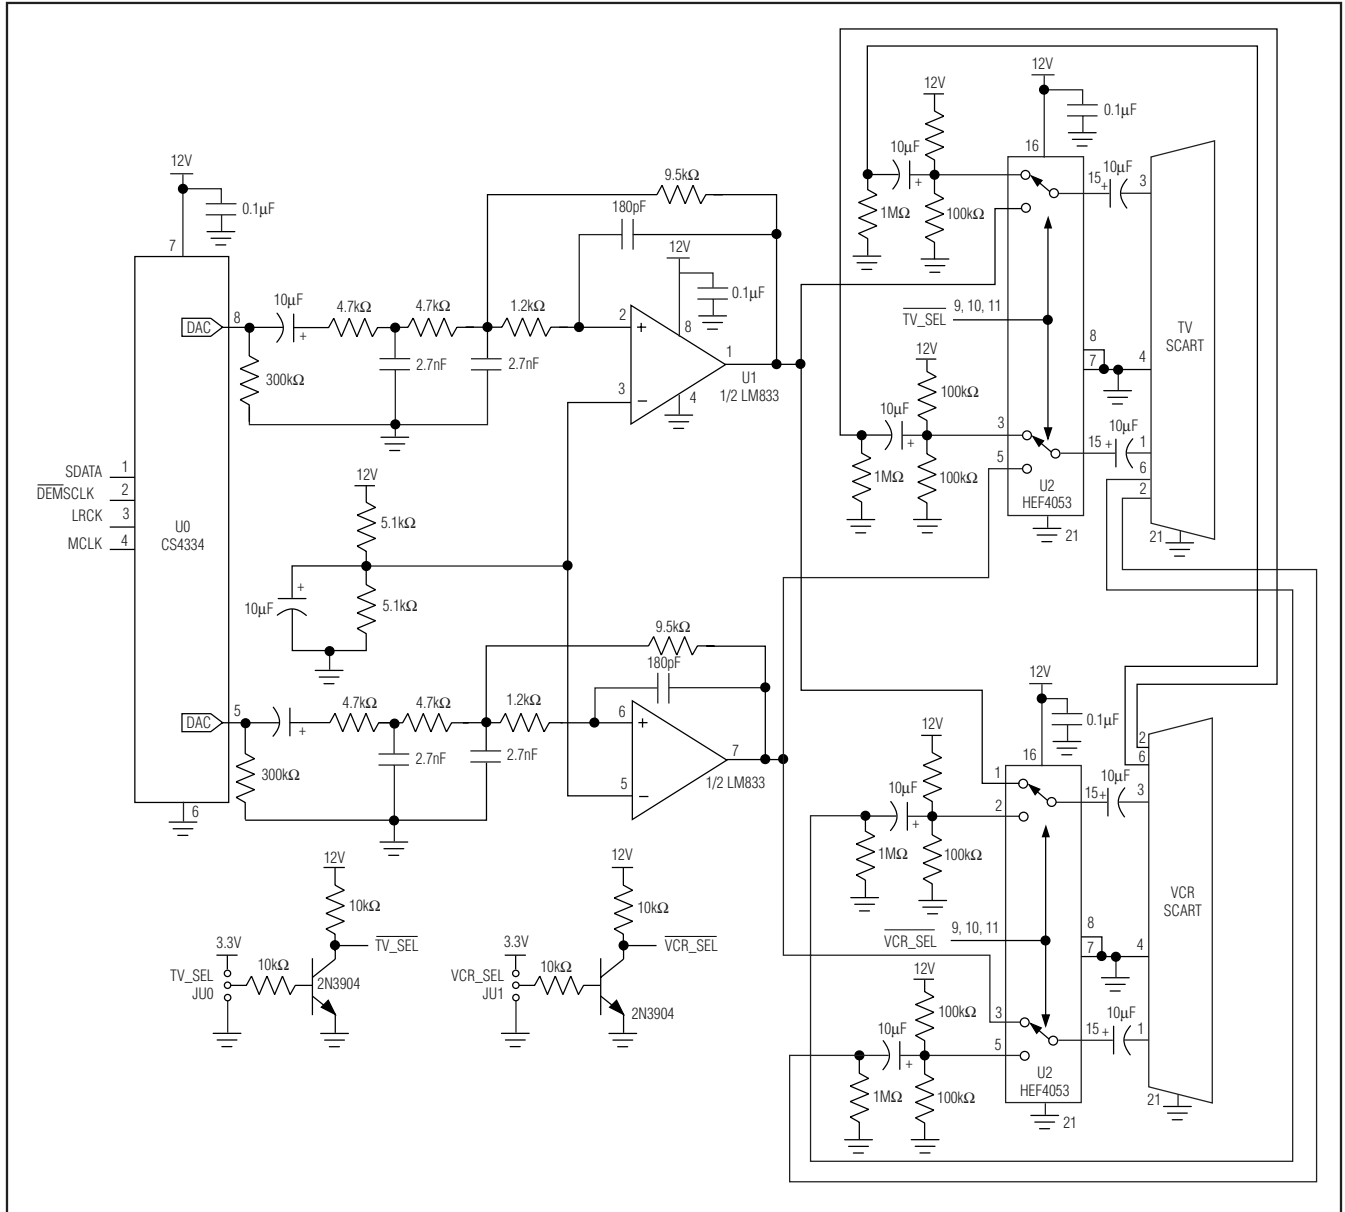 12V
0.1µF
7
DAC
8
10µF
+
4.7kΩ
4.7kΩ
1.2kΩ
9.5kΩ
180pF
12V
0.1µF
300kΩ
2.7nF
2.7nF
2
+
8
3
−
4
1
U1
1/2 LM833
SDATA 1
DEMSCLK 2
LRCK 3
MCLK 4
U0
CS4334
12V
5.1kΩ
5.1kΩ
+
10µF
9.5kΩ
180pF
DAC
5
+
4.7kΩ
4.7kΩ
1.2kΩ
300kΩ
2.7nF
2.7nF
6
+
5
−
7
1/2 LM833
6
12V
10kΩ
TV_SEL
3.3V
TV_SEL
JU0
10kΩ
2N3904
12V
10kΩ
VCR_SEL
3.3V
VCR_SEL
JU1
10kΩ
2N3904
12V
0.1µF
12V
10µF
+
1MΩ
100kΩ
16
15
+
10µF
3
TV_SEL
9, 10, 11
TV
SCART
8
7
4
12V
100kΩ
10µF
+
3
5
1MΩ
100kΩ
15
+
10µF
1
6
2
U2
HEF4053
21
21
12V
0.1µF
12V
10µF
+
1MΩ
100kΩ
16
1
2
15
+
10µF
2
6
3
VCR_SEL
9, 10, 11
VCR
SCART
8
7
4
12V
100kΩ
10µF
+
3
5
1MΩ
100kΩ
15
+
10µF
1
U2
HEF4053
21
21